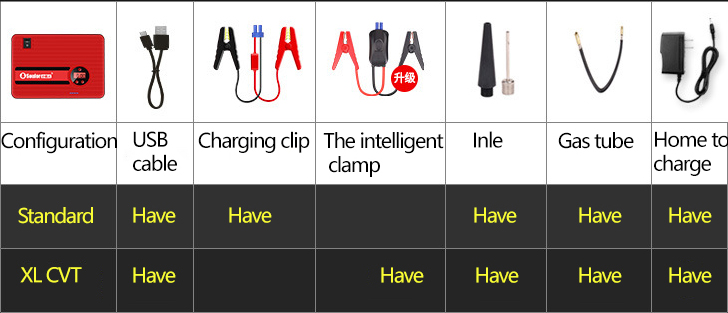 升级
Configuration
USB
cable
Charging clip
The intelligent
clamp
Inle
Gas tube
Home to
charge
Standard
Have
Have
Have
Have
Have
XL CVT
Have
Have
Have
Have
Have